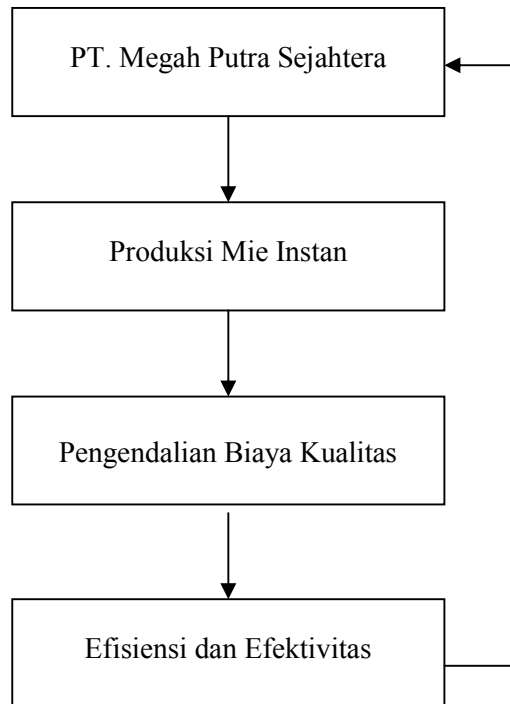 PT. Megah Putra Sejahtera
Produksi Mie Instan
Pengendalian Biaya Kualitas
Efisiensi dan Efektivitas